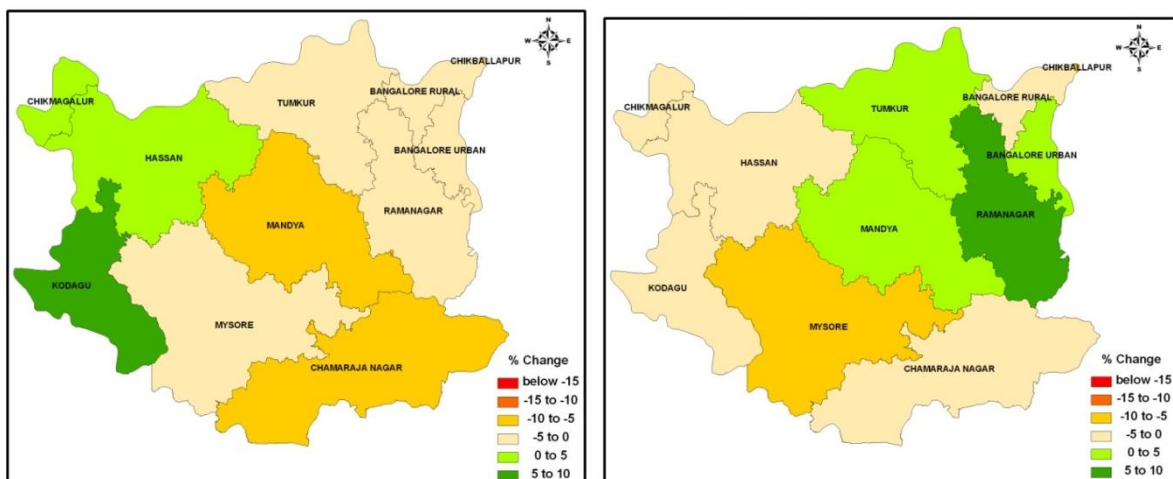 N
W E
S
CHIKBALLAPUR
CHIKMAGALUR
TUMKUR
BANGALORE RURAL
HASSAN
BANGALORE URBAN
MANDYA
RAMANAGAR
KODAGU
MYSORE
CHAMARAJA NAGAR
% Change
below -15
-15 to -10
-10 to -5
-5 to 0
0 to 5
5 to 10
N
W E
S
CHIKBALLAPUR
BANGALORE RURAL
CHIKMAGALUR
TUMKUR
HASSAN
BANGALORE URBAN
RAMANAGAR
MANDYA
KODAGU
MYSORE
CHAMARAJA NAGAR
% Change
below -15
-15 to -10
-10 to -5
-5 to 0
0 to 5
5 to 10